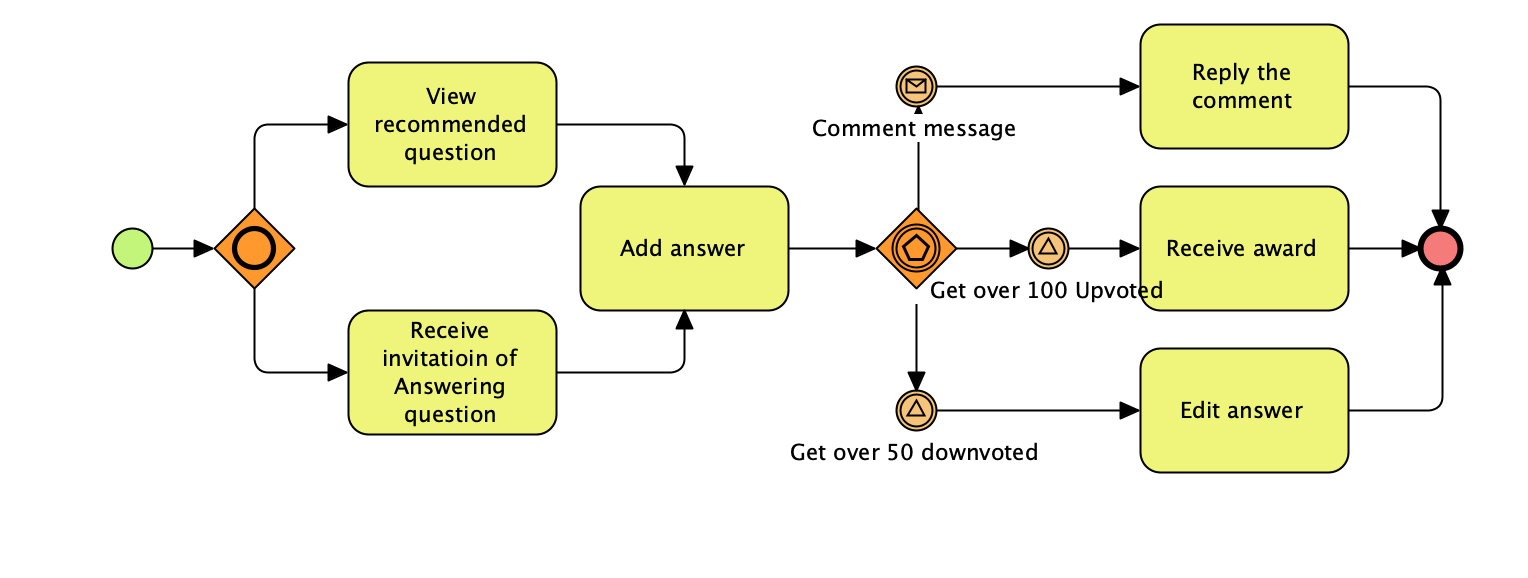 View
recommended
question
Receive
invitatioin of
Answering
question
Add answer
Comment message
Get over 100 Upvoted
Get over 50 downvoted
Reply the
comment
Receive award
Edit answer